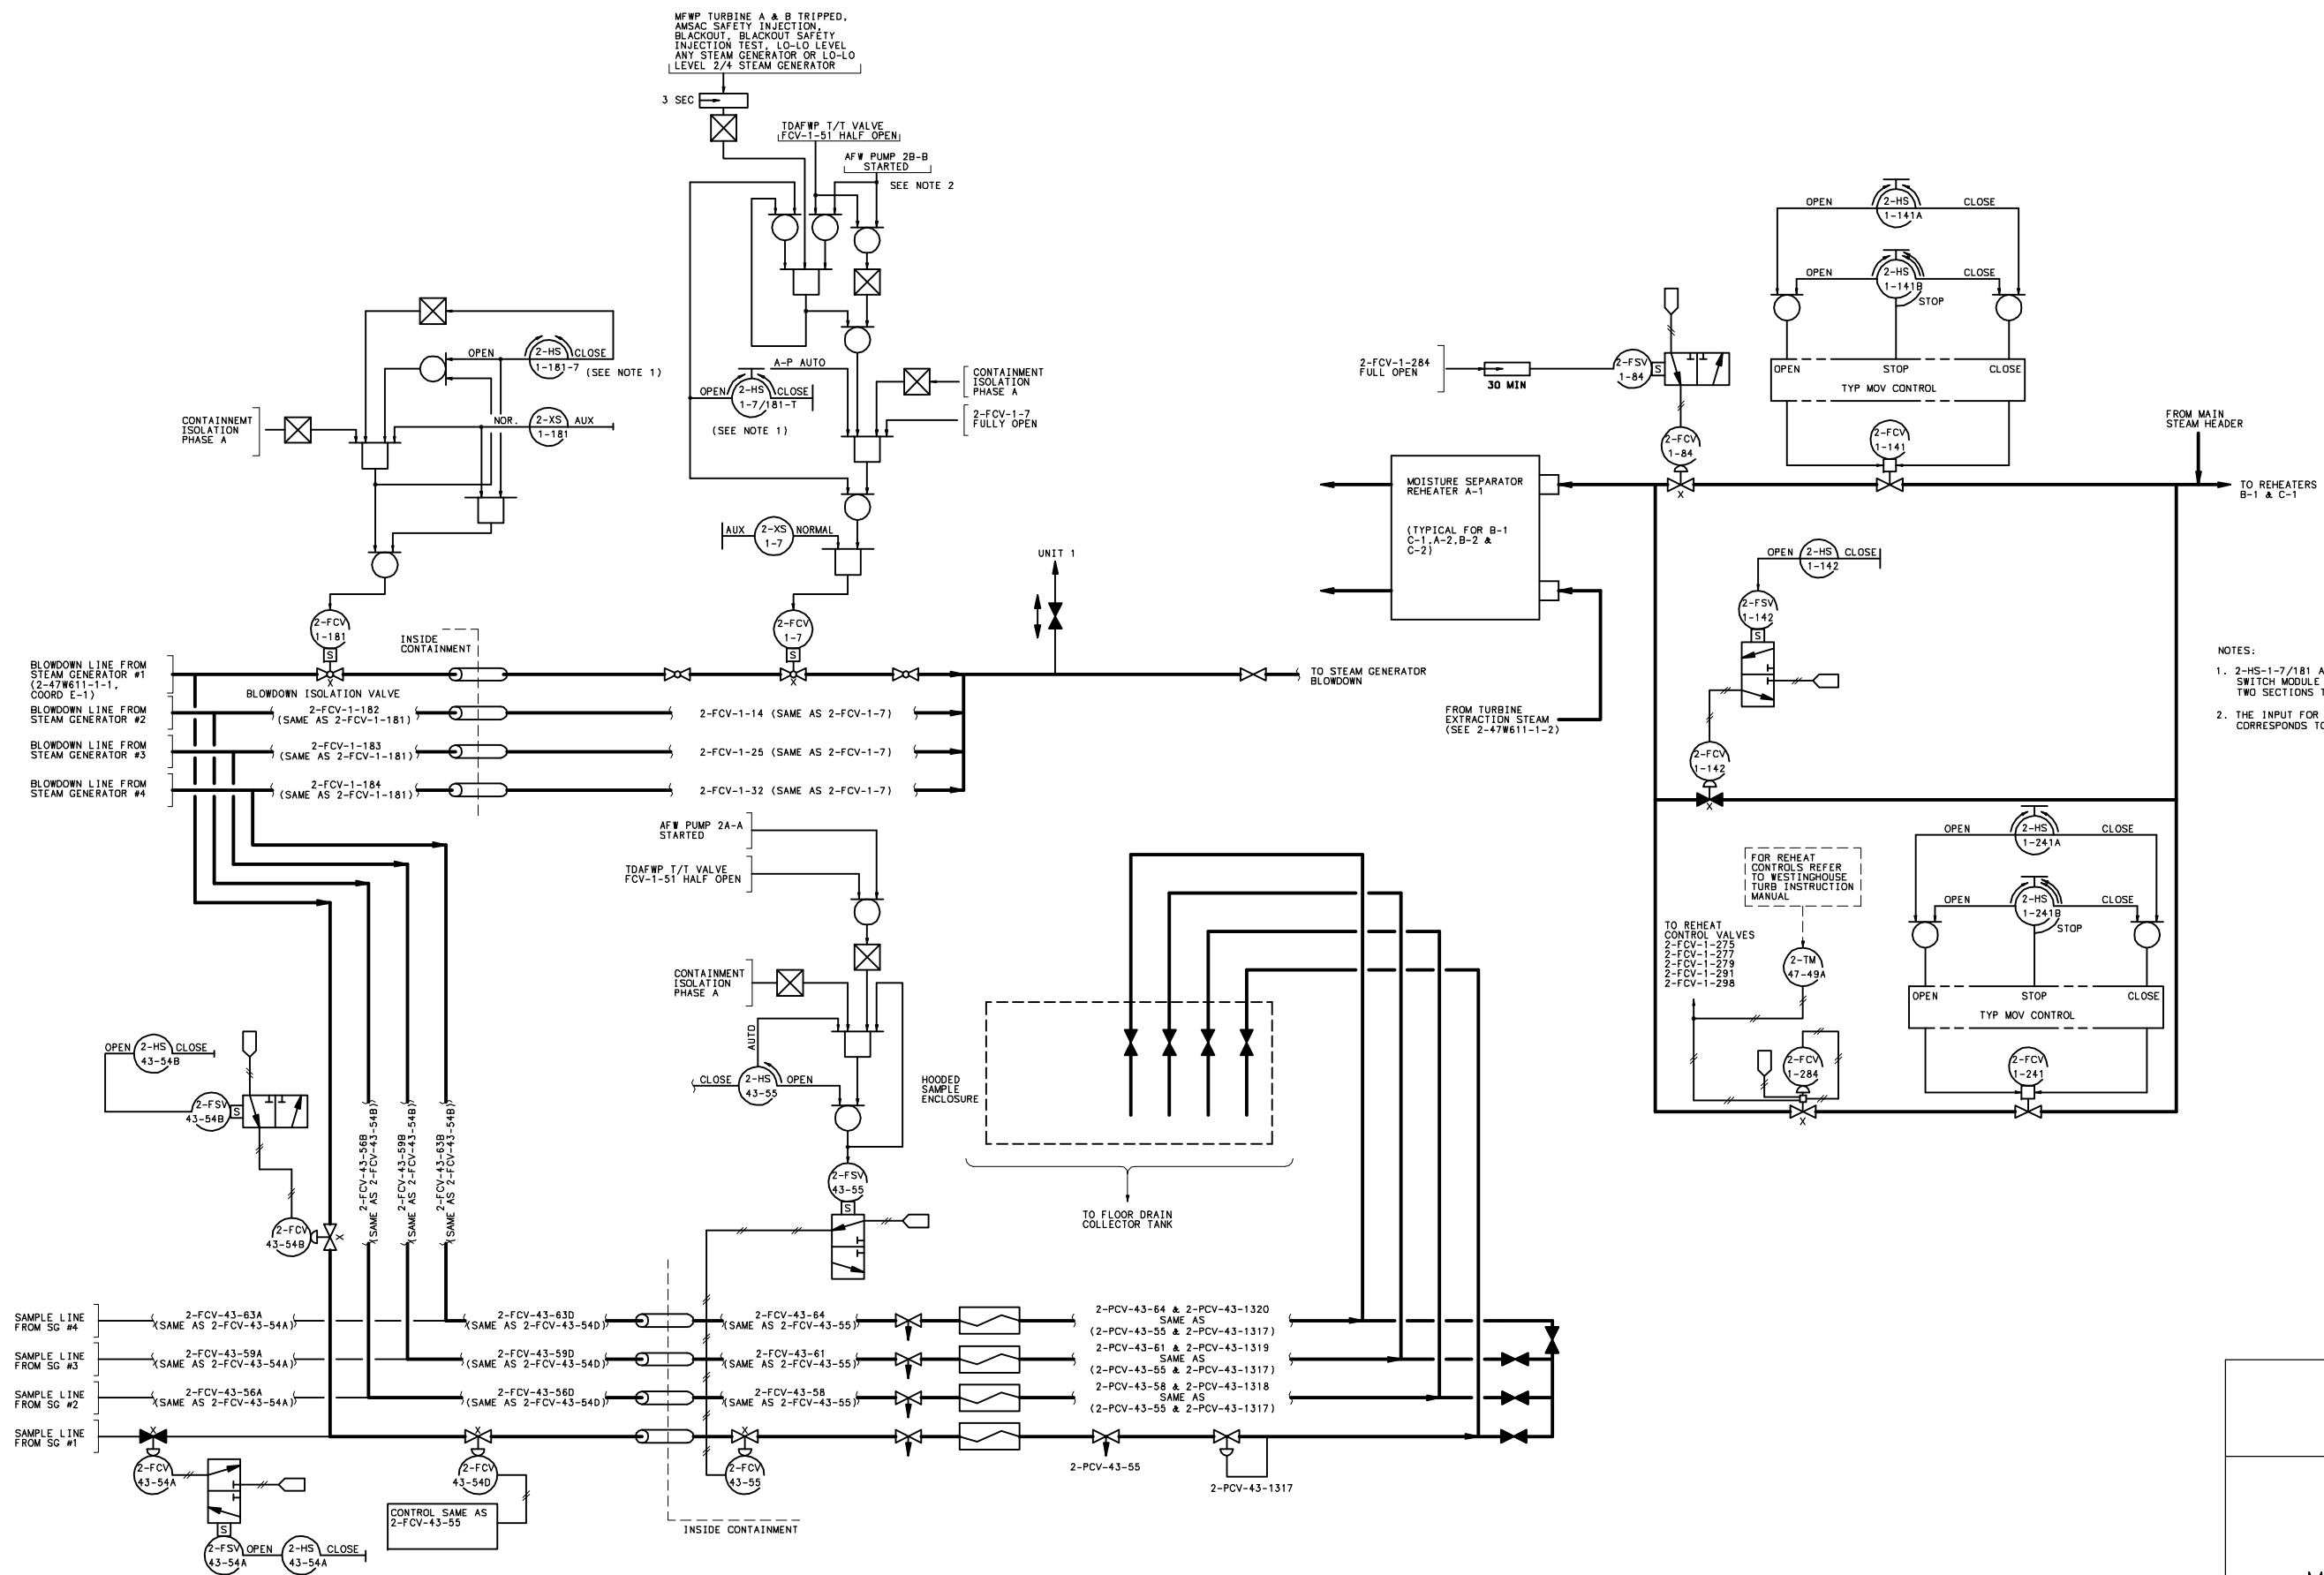 MFWP TURBINE A & B TRIPPED,
AMSAC SAFETY INJECTION,
BLACKOUT, BLACKOUT SAFETY
INJECTION TEST, LO-LO LEVEL
ANY STEAM GENERATOR OR LO-LO
LEVEL 2/4 STEAM GENERATOR
3 SEC
TDAFWP T/T VALVE
FCV-1-51 HALF OPEN
AFW PUMP 2B-B
STARTED
SEE NOTE 2
OPEN
2-HS
1-181-7
CLOSE
(SEE NOTE 1)
CONTAINNEMT
ISOLATION
PHASE A
NOR.
2-XS
1-181
AUX
A-P AUTO
OPEN
2-HS
1-7/181-T
CLOSE
(SEE NOTE 1)
CONTAINMENT
ISOLATION
PHASE A
2-FCV-1-7
FULLY OPEN
AUX
2-XS
1-7
NORMAL
2-FCV
1-181
S
X
INSIDE
CONTAINMENT
2-FCV
1-7
S
X
UNIT 1
TO STEAM GENERATOR
BLOWDOWN
BLOWDOWN LINE FROM
STEAM GENERATOR #1
(2-47W611-1-1,
COORD E-1)
BLOWDOWN LINE FROM
STEAM GENERATOR #2
BLOWDOWN LINE FROM
STEAM GENERATOR #3
BLOWDOWN LINE FROM
STEAM GENERATOR #4
BLOWDOWN ISOLATION VALVE
2-FCV-1-182
(SAME AS 2-FCV-1-181)
2-FCV-1-183
(SAME AS 2-FCV-1-181)
2-FCV-1-184
(SAME AS 2-FCV-1-181)
2-FCV-1-14 (SAME AS 2-FCV-1-7)
2-FCV-1-25 (SAME AS 2-FCV-1-7)
2-FCV-1-32 (SAME AS 2-FCV-1-7)
2-FCV-1-284
FULL OPEN
30 MIN
2-FSV
1-84
S
2-FCV
1-84
X
OPEN
2-HS
1-141A
CLOSE
OPEN
2-HS
1-141B
CLOSE
STOP
OPEN
STOP
CLOSE
TYP MOV CONTROL
2-FCV
1-141
FROM MAIN
STEAM HEADER
TO REHEATERS
B-1 & C-1
MOISTURE SEPARATOR
REHEATER A-1
(TYPICAL FOR B-1
C-1,A-2,B-2 &
C-2)
FROM TURBINE
EXTRACTION STEAM
(SEE 2-47W611-1-2)
OPEN
2-HS
1-142
CLOSE
2-FSV
1-142
S
2-FCV
1-142
X
NOTES:
1. 2-HS-1-7/181 A
SWITCH MODULE
TWO SECTIONS T
2. THE INPUT FOR
CORRESPONDS TO
OPEN
2-HS
1-241A
CLOSE
OPEN
2-HS
1-241B
CLOSE
STOP
OPEN
STOP
CLOSE
TYP MOV CONTROL
2-FCV
1-241
FOR REHEAT
CONTROLS REFER
TO WESTINGHOUSE
TURB INSTRUCTION
MANUAL
TO REHEAT
CONTROL VALVES
2-FCV-1-275
2-FCV-1-277
2-FCV-1-279
2-FCV-1-291
2-FCV-1-298
2-TM
47-49A
2-FCV
1-284
X
AFW PUMP 2A-A
STARTED
TDAFWP T/T VALVE
FCV-1-51 HALF OPEN
CONTAINMENT
ISOLATION
PHASE A
AUTO
CLOSE
2-HS
43-55
OPEN
2-FSV
43-55
S
HOODED
SAMPLE
ENCLOSURE
TO FLOOR DRAIN
COLLECTOR TANK
OPEN
2-HS
43-54B
CLOSE
2-FSV
43-54B
S
2-FCV
43-54B
X
2-FCV-43-56B
(SAME AS 2-FCV-43-54B)
2-FCV-43-59B
(SAME AS 2-FCV-43-54B)
2-FCV-43-63B
(SAME AS 2-FCV-43-54B)
SAMPLE LINE
FROM SG #4
2-FCV-43-63A
(SAME AS 2-FCV-43-54A)
2-FCV-43-63D
(SAME AS 2-FCV-43-54D)
2-FCV-43-64
(SAME AS 2-FCV-43-55)
2-PCV-43-64 & 2-PCV-43-1320
SAME AS
(2-PCV-43-55 & 2-PCV-43-1317)
SAMPLE LINE
FROM SG #3
2-FCV-43-59A
(SAME AS 2-FCV-43-54A)
2-FCV-43-59D
(SAME AS 2-FCV-43-54D)
2-FCV-43-61
(SAME AS 2-FCV-43-55)
2-PCV-43-61 & 2-PCV-43-1319
SAME AS
(2-PCV-43-55 & 2-PCV-43-1317)
SAMPLE LINE
FROM SG #2
2-FCV-43-56A
(SAME AS 2-FCV-43-54A)
2-FCV-43-56D
(SAME AS 2-FCV-43-54D)
2-FCV-43-58
(SAME AS 2-FCV-43-55)
2-PCV-43-58 & 2-PCV-43-1318
SAME AS
(2-PCV-43-55 & 2-PCV-43-1317)
SAMPLE LINE
FROM SG #1
X
2-FCV
43-54A
X
2-FCV
43-54D
X
2-FCV
43-55
2-PCV-43-55
2-PCV-43-1317
CONTROL SAME AS
2-FCV-43-55
INSIDE CONTAINMENT
S
2-FSV
43-54A
OPEN
2-HS
43-54A
CLOSE